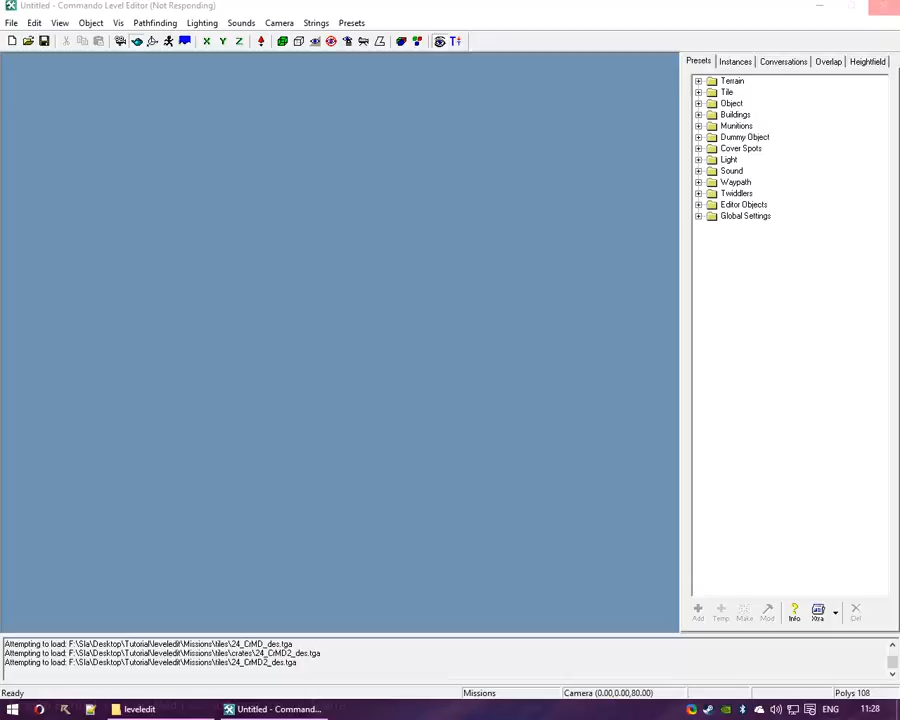 Untitled - Commando Level Editor (Not Responding)
File Edit View Object Vis Pathfinding Lighting Sounds Camera Strings Presets
X Y Z
Presets Instances Conversations Overlap Heightfield
Terrain
Tile
Object
Buildings
Munitions
Dummy Object
Cover Spots
Light
Sound
Waypath
Twiddlers
Editor Objects
Global Settings
Add Temp Make Mod Info Xtra Del
Attempting to load: F:\Sla\Desktop\Tutorial\leveledit\Missions\tiles\24_CrMD_des.tga
Attempting to load: F:\Sla\Desktop\Tutorial\leveledit\Missions\tiles\crates\24_CrMD2_des.tga
Attempting to load: F:\Sla\Desktop\Tutorial\leveledit\Missions\tiles\24_CrMD2_des.tga
Ready Missions Camera (0.00,0.00,80.00) Polys 108
leveledit Untitled - Comman... ENG 11:28